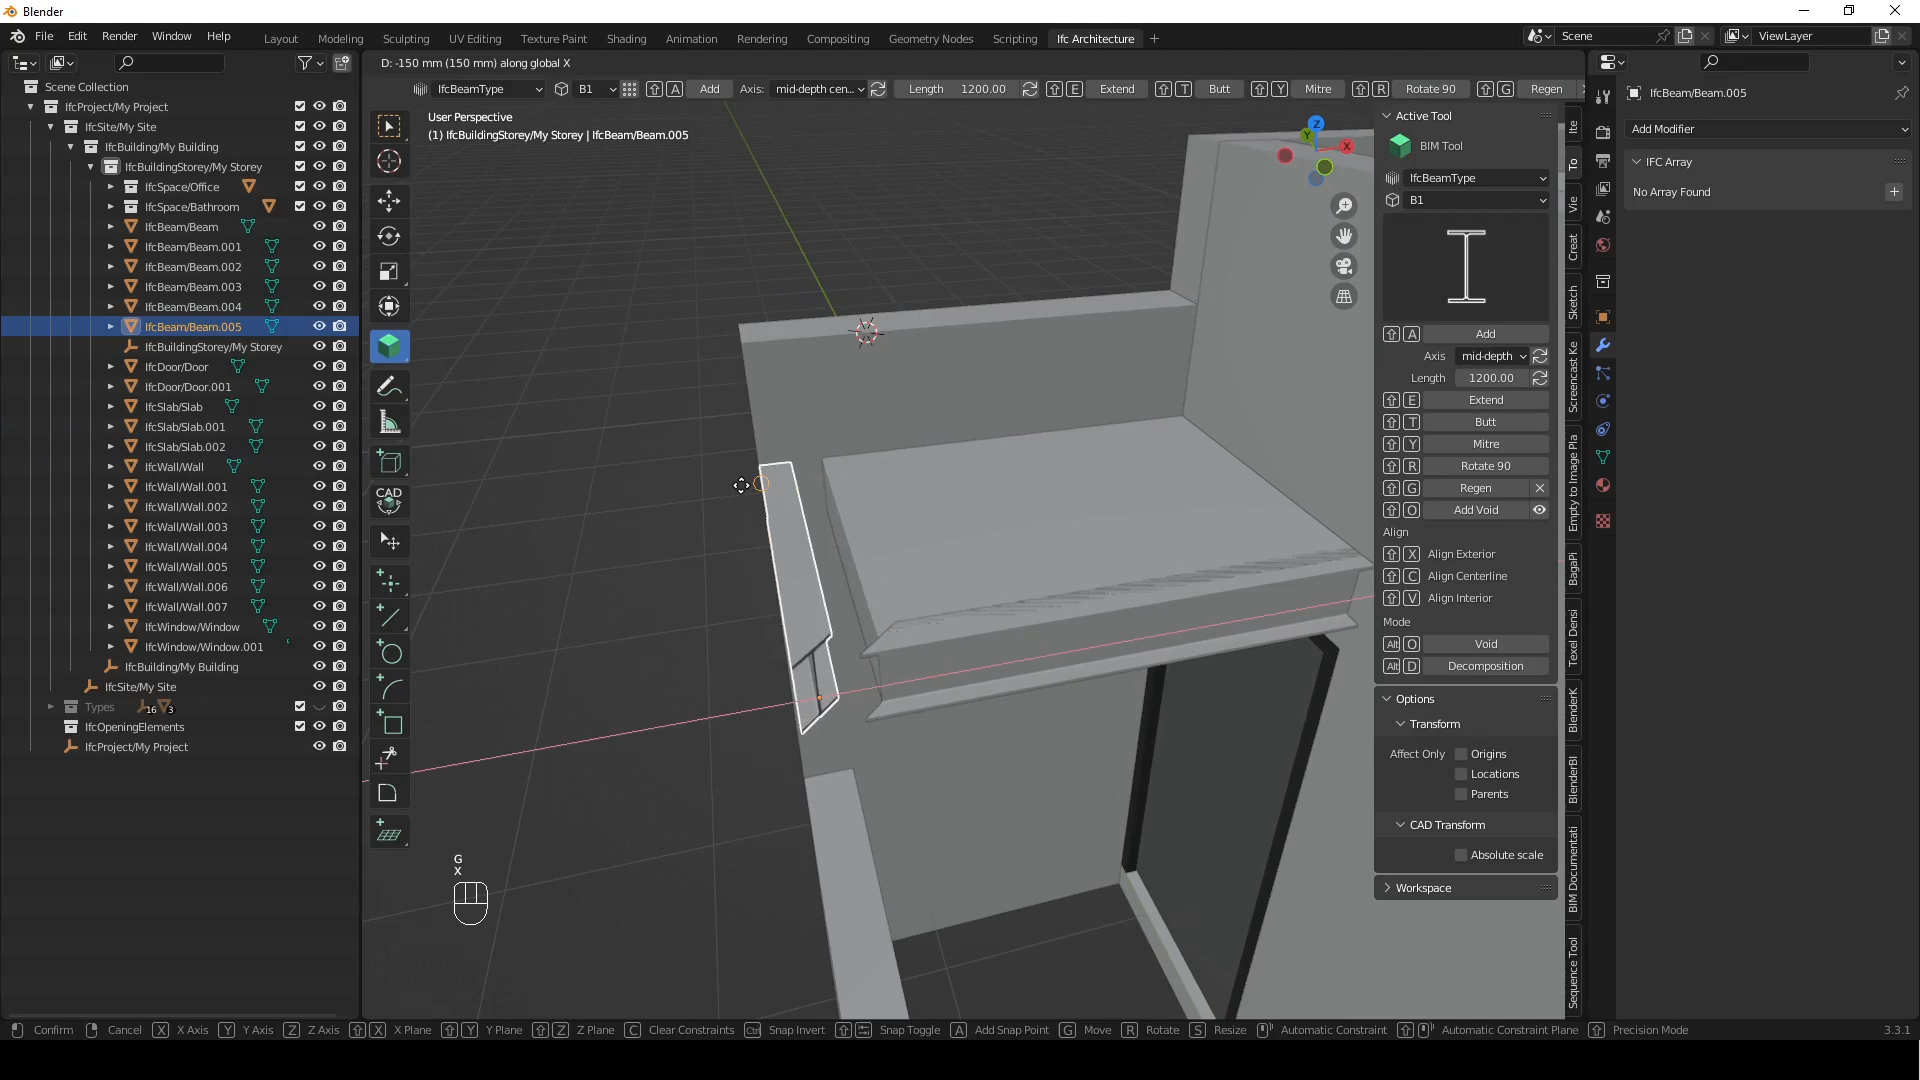 Blender
File Edit Render Window Help Layout Modeling Sculpting UV Editing Texture Paint Shading Animation Rendering Compositing Geometry Nodes Scripting Ifc Architecture + Scene ViewLayer
D: -150 mm (150 mm) along global X
IfcBeamType B1 A Add Axis: mid-depth cen... Length 1200.00 E Extend T Butt Y Mitre R Rotate 90 G Regen
User Perspective
(1) IfcBuildingStorey/My Storey | IfcBeam/Beam.005
Scene Collection
IfcProject/My Project
IfcSite/My Site
IfcBuilding/My Building
IfcBuildingStorey/My Storey
IfcSpace/Office
IfcSpace/Bathroom
IfcBeam/Beam
IfcBeam/Beam.001
IfcBeam/Beam.002
IfcBeam/Beam.003
IfcBeam/Beam.004
IfcBeam/Beam.005
IfcBuildingStorey/My Storey
IfcDoor/Door
IfcDoor/Door.001
IfcSlab/Slab
IfcSlab/Slab.001
IfcSlab/Slab.002
IfcWall/Wall
IfcWall/Wall.001
IfcWall/Wall.002
IfcWall/Wall.003
IfcWall/Wall.004
IfcWall/Wall.005
IfcWall/Wall.006
IfcWall/Wall.007
IfcWindow/Window
IfcWindow/Window.001
IfcBuilding/My Building
IfcSite/My Site
Types 16 3
IfcOpeningElements
IfcProject/My Project
CAD
G
X
Z
Y
X
Active Tool
BIM Tool
IfcBeamType
B1
A Add
Axis mid-depth
Length 1200.00
E Extend
T Butt
Y Mitre
R Rotate 90
G Regen
O Add Void
Align
X Align Exterior
C Align Centerline
V Align Interior
Mode
Alt O Void
Alt D Decomposition
Options
Transform
Affect Only Origins
Locations
Parents
CAD Transform
Absolute scale
Workspace
Ite
To
Vie
Creat
Sketch
Screencast Ke
Empty to Image Pla
BagaPi
Texel Densi
BlenderK
BlenderBI
BIM Documentati
Sequence Tool
IfcBeam/Beam.005
Add Modifier
IFC Array
No Array Found
Confirm Cancel X X Axis Y Y Axis Z Z Axis X X Plane Y Y Plane Z Z Plane C Clear Constraints Ctrl Snap Invert Snap Toggle A Add Snap Point G Move R Rotate S Resize Automatic Constraint Automatic Constraint Plane Precision Mode 3.3.1